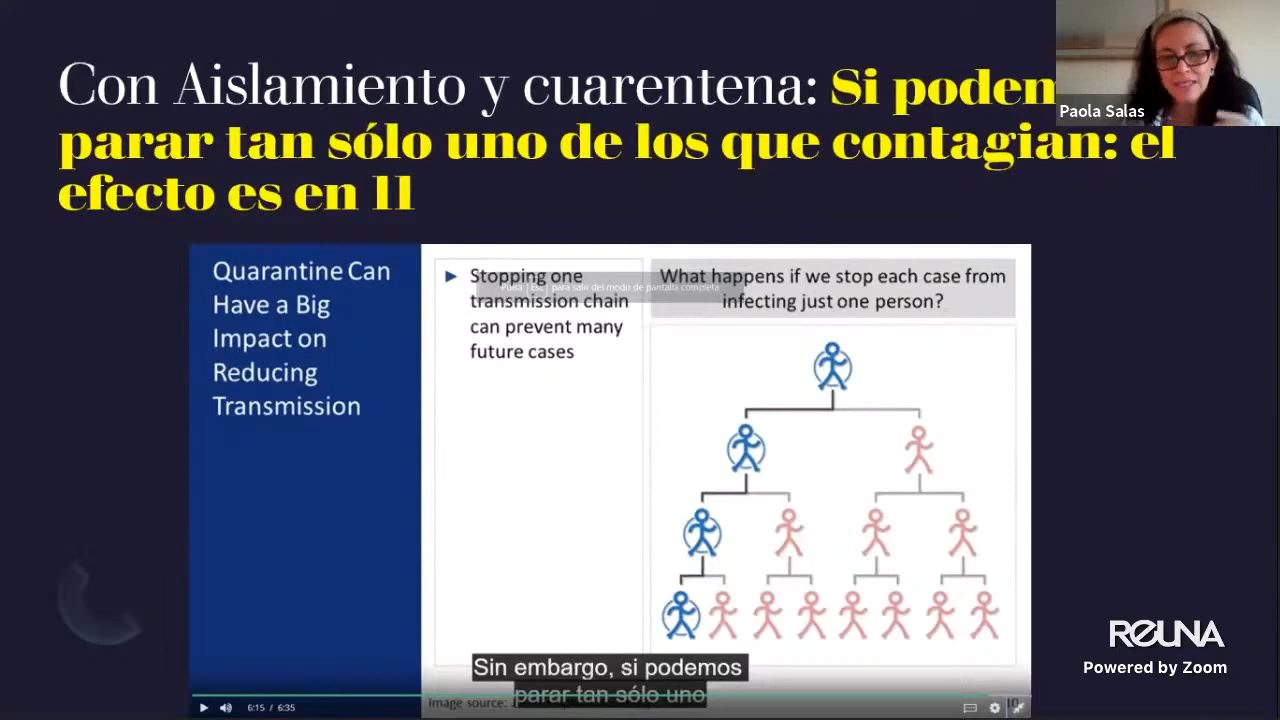 Con Aislamiento y cuarentena: Si poden
parar tan sólo uno de los que contagian: el
efecto es en 11
Paola Salas
Quarantine Can
Have a Big
Impact on
Reducing
Transmission
► Stopping one
transmission chain
can prevent many
future cases
Pulsa Esc para salir del modo de pantalla completa
What happens if we stop each case from
infecting just one person?
Sin embargo, si podemos
parar tan sólo uno
Image source:
10
6:15 / 6:35
REUNA
Powered by Zoom